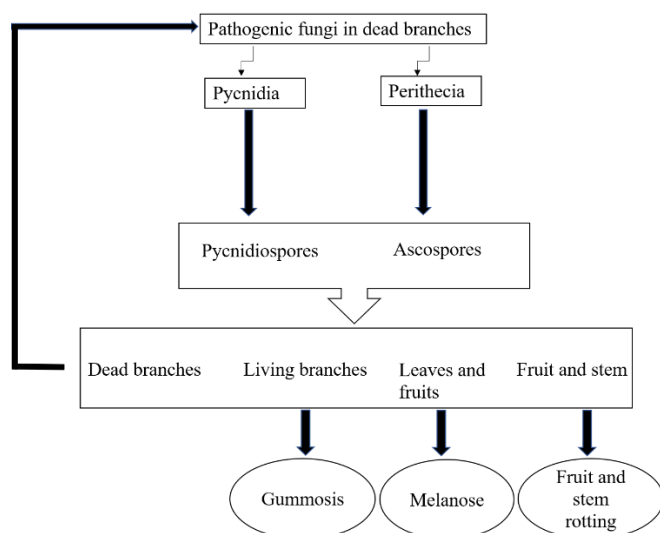 Pathogenic fungi in dead branches
Pycnidia
Perithecia
Pycnidiospores
Ascospores
Dead branches
Living branches
Leaves and
fruits
Fruit and stem
Gummosis
Melanose
Fruit and
stem
rotting